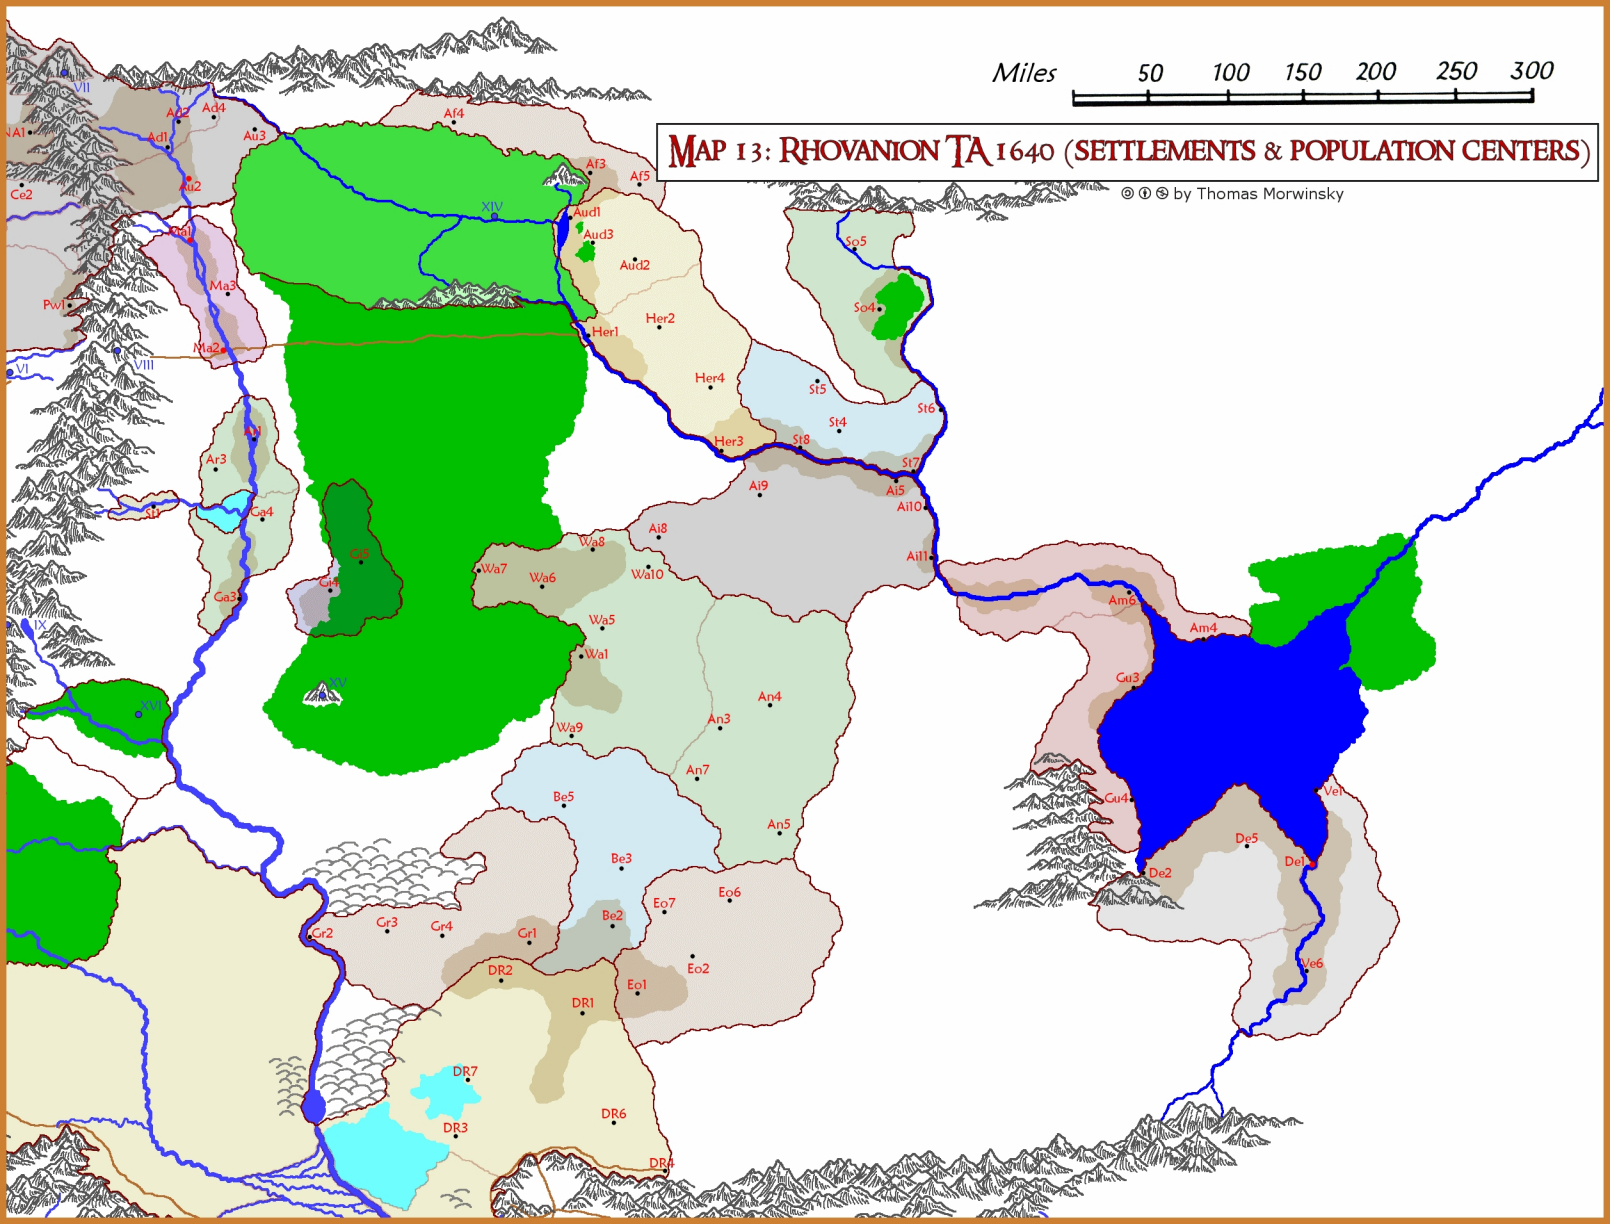 Miles 50 100 150 200 250 300
MAP 13: RHOVANION TA 1640 (SETTLEMENTS & POPULATION CENTERS)
by Thomas Morwinsky
VII
NA1
Ad2
Ad4
Ad1
Au3
Au2
Ce2
Af4
Af3
Af5
XIV
Aud1
Aud3
Aud2
So5
So4
Ma1
Ma3
Pw1
Ma2
VIII
VI
Her1
Her2
Her4
Her3
St5
St4
St6
St8
St7
Ar1
Ar3
St1
Ga4
Ga3
Gi5
Gi4
IX
Ai9
Ai5
Ai10
Ai8
Ai11
Wa8
Wa7
Wa6
Wa10
Wa5
Wa1
Wa9
Am6
Am4
Gu3
Gu4
XV
XVI
An4
An3
An7
An5
Be5
Be3
Be2
Ve1
De5
De1
De2
Ve6
Eo6
Eo7
Eo2
Eo1
Gr3
Gr4
Gr1
Gr2
DR2
DR1
DR7
DR3
DR6
DR4